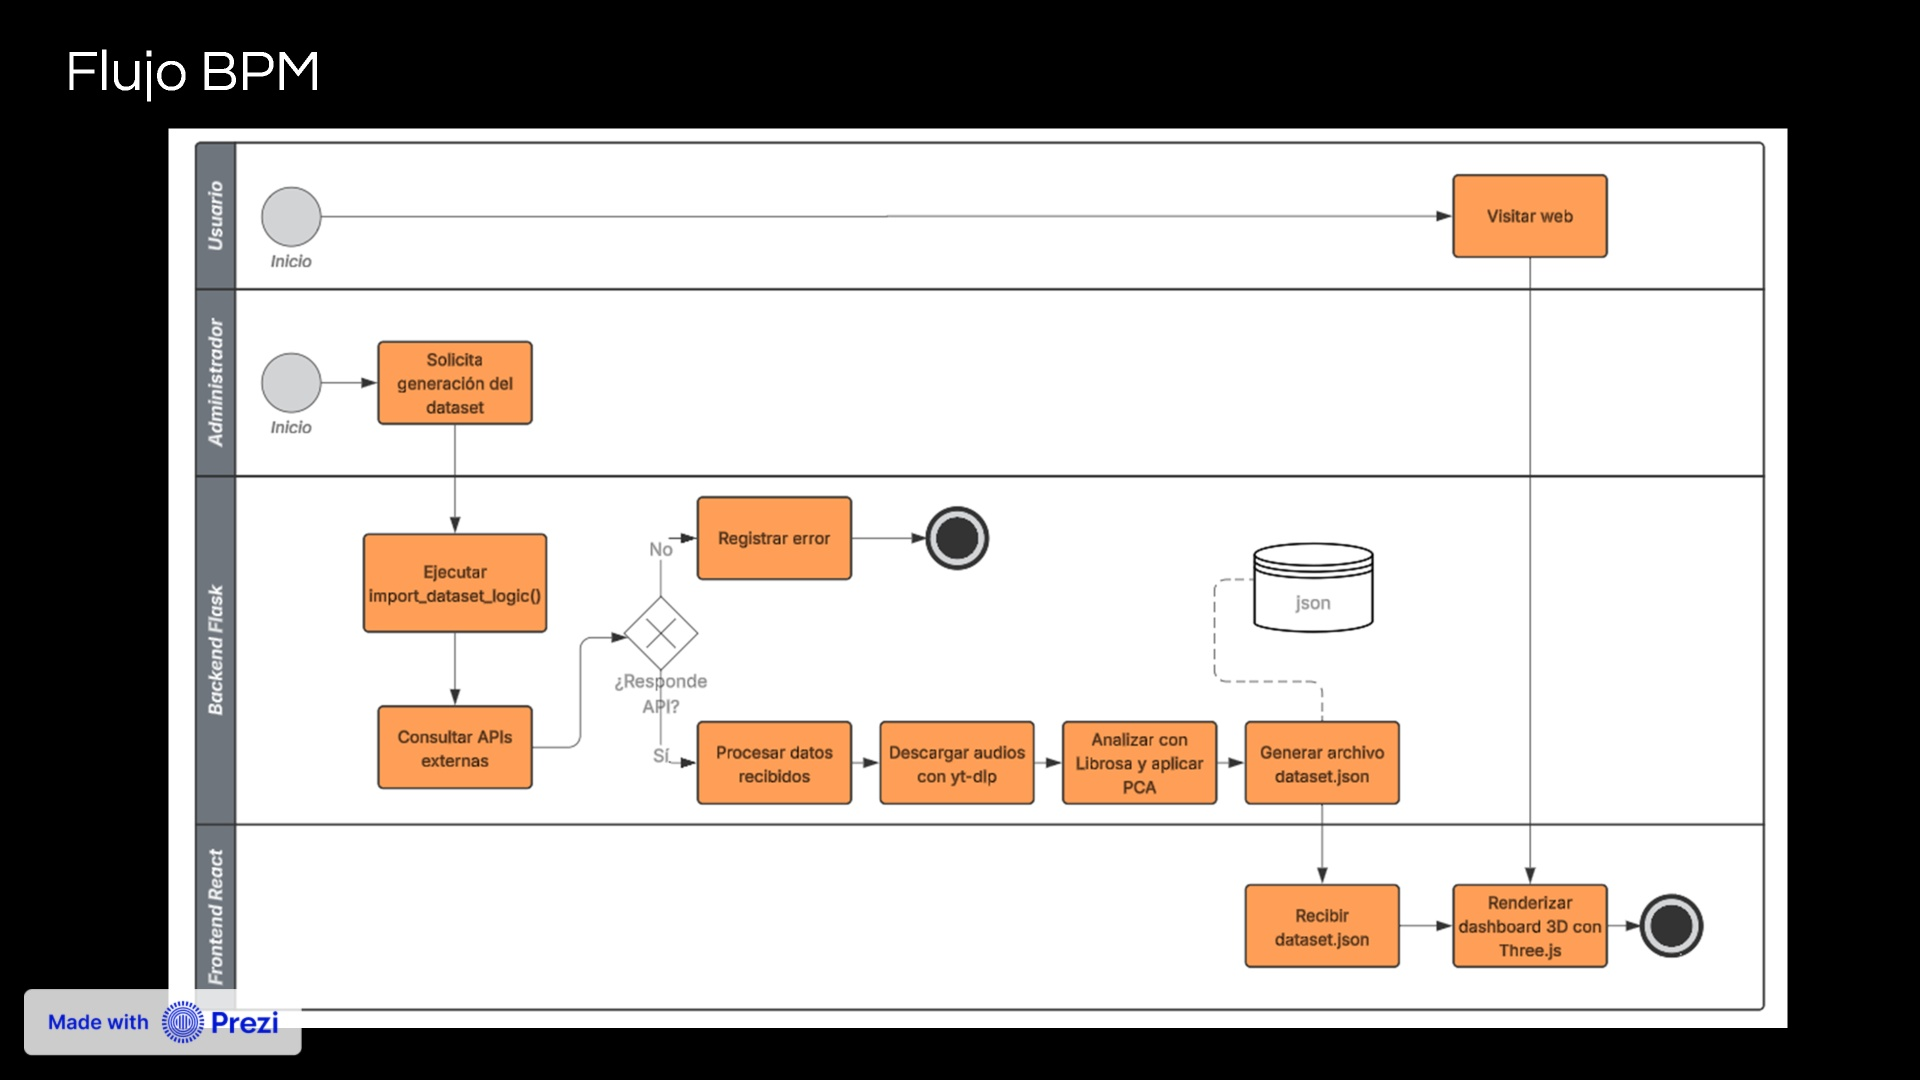 Flujo BPM
Usuario
Inicio
Visitar web
Administrador
Inicio
Solicita
generación del
dataset
Backend Flask
Ejecutar
import_dataset_logic()
Consultar APIs
externas
¿Responde
API?
No
Registrar error
Sí
Procesar datos
recibidos
Descargar audios
con yt-dlp
Analizar con
Librosa y aplicar
PCA
Generar archivo
dataset.json
json
Frontend React
Recibir
dataset.json
Renderizar
dashboard 3D con
Three.js
Made with Prezi